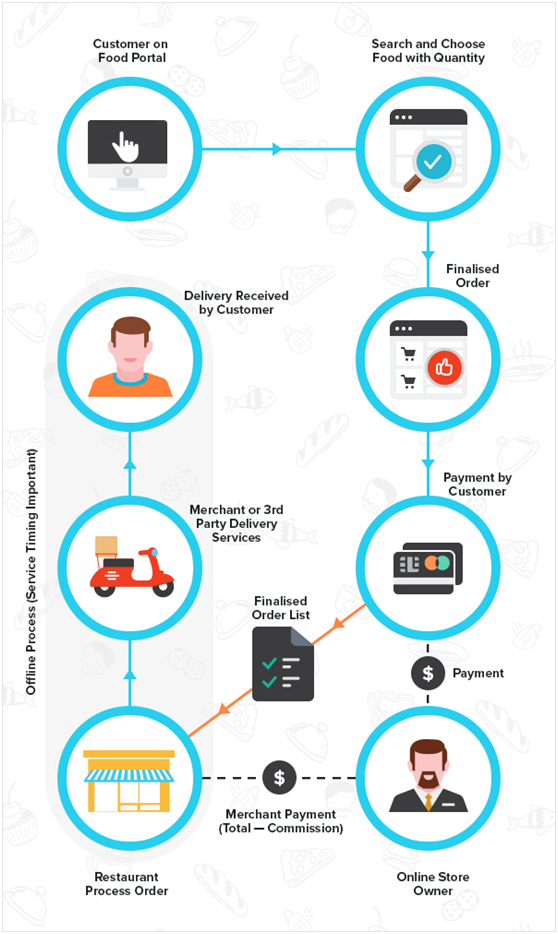 Customer on
Food Portal
Search and Choose
Food with Quantity
Finalised
Order
Delivery Received
by Customer
Payment by
Customer
Merchant or 3rd
Party Delivery
Services
Offline Process (Service Timing Important)
Finalised
Order List
$
Payment
$
Merchant Payment
(Total — Commission)
Restaurant
Process Order
Online Store
Owner